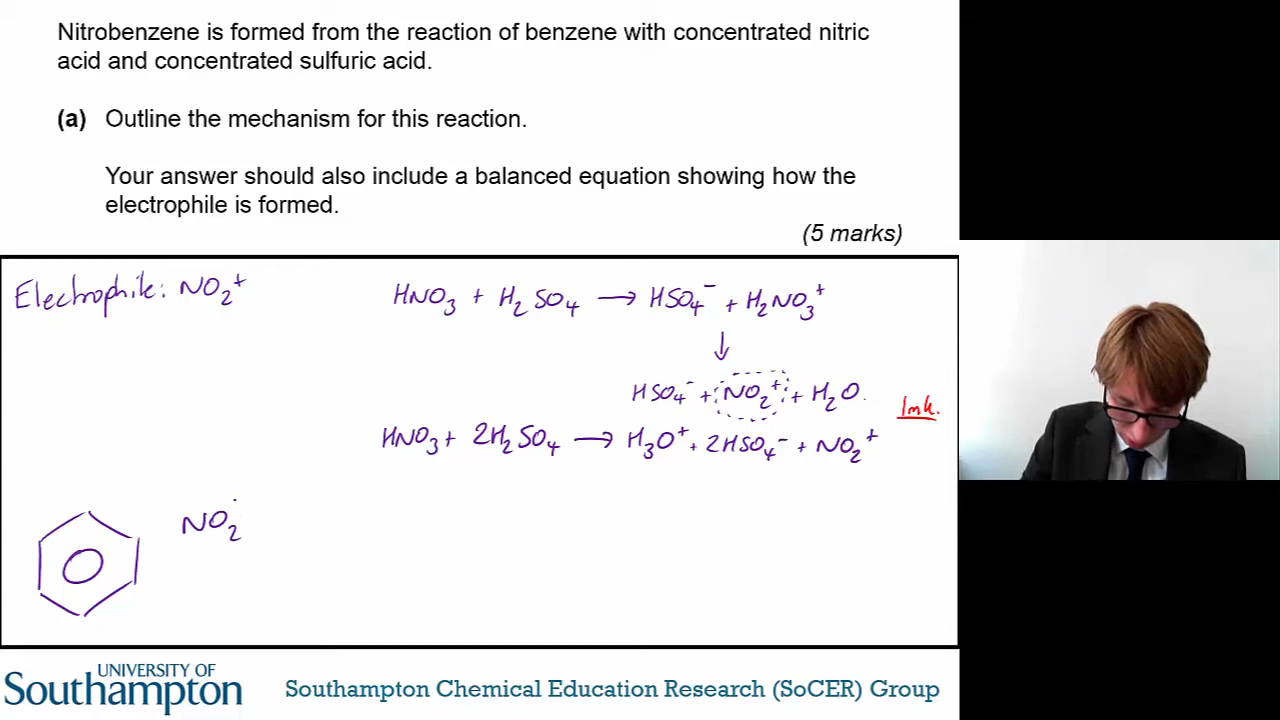 Nitrobenzene is formed from the reaction of benzene with concentrated nitric
acid and concentrated sulfuric acid.
(a) Outline the mechanism for this reaction.
Your answer should also include a balanced equation showing how the
electrophile is formed.
(5 marks)
Electrophile: NO₂⁺
HNO₃ + H₂SO₄ → HSO₄⁻ + H₂NO₃⁺
↓
HSO₄⁻ + NO₂⁺ + H₂O.
1mk.
HNO₃ + 2H₂SO₄ → H₃O⁺ + 2HSO₄⁻ + NO₂⁺
NO₂
UNIVERSITY OF
Southampton
Southampton Chemical Education Research (SoCER) Group